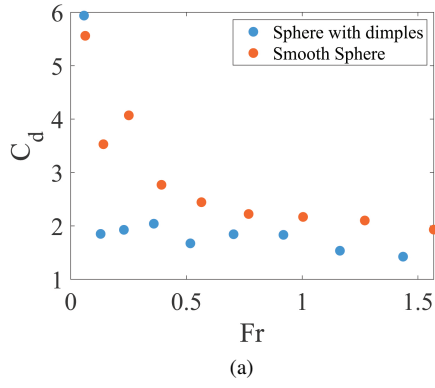 6
5
4
3
2
1
C_d
Sphere with dimples
Smooth Sphere
0 0.5 1 1.5
Fr
(a)